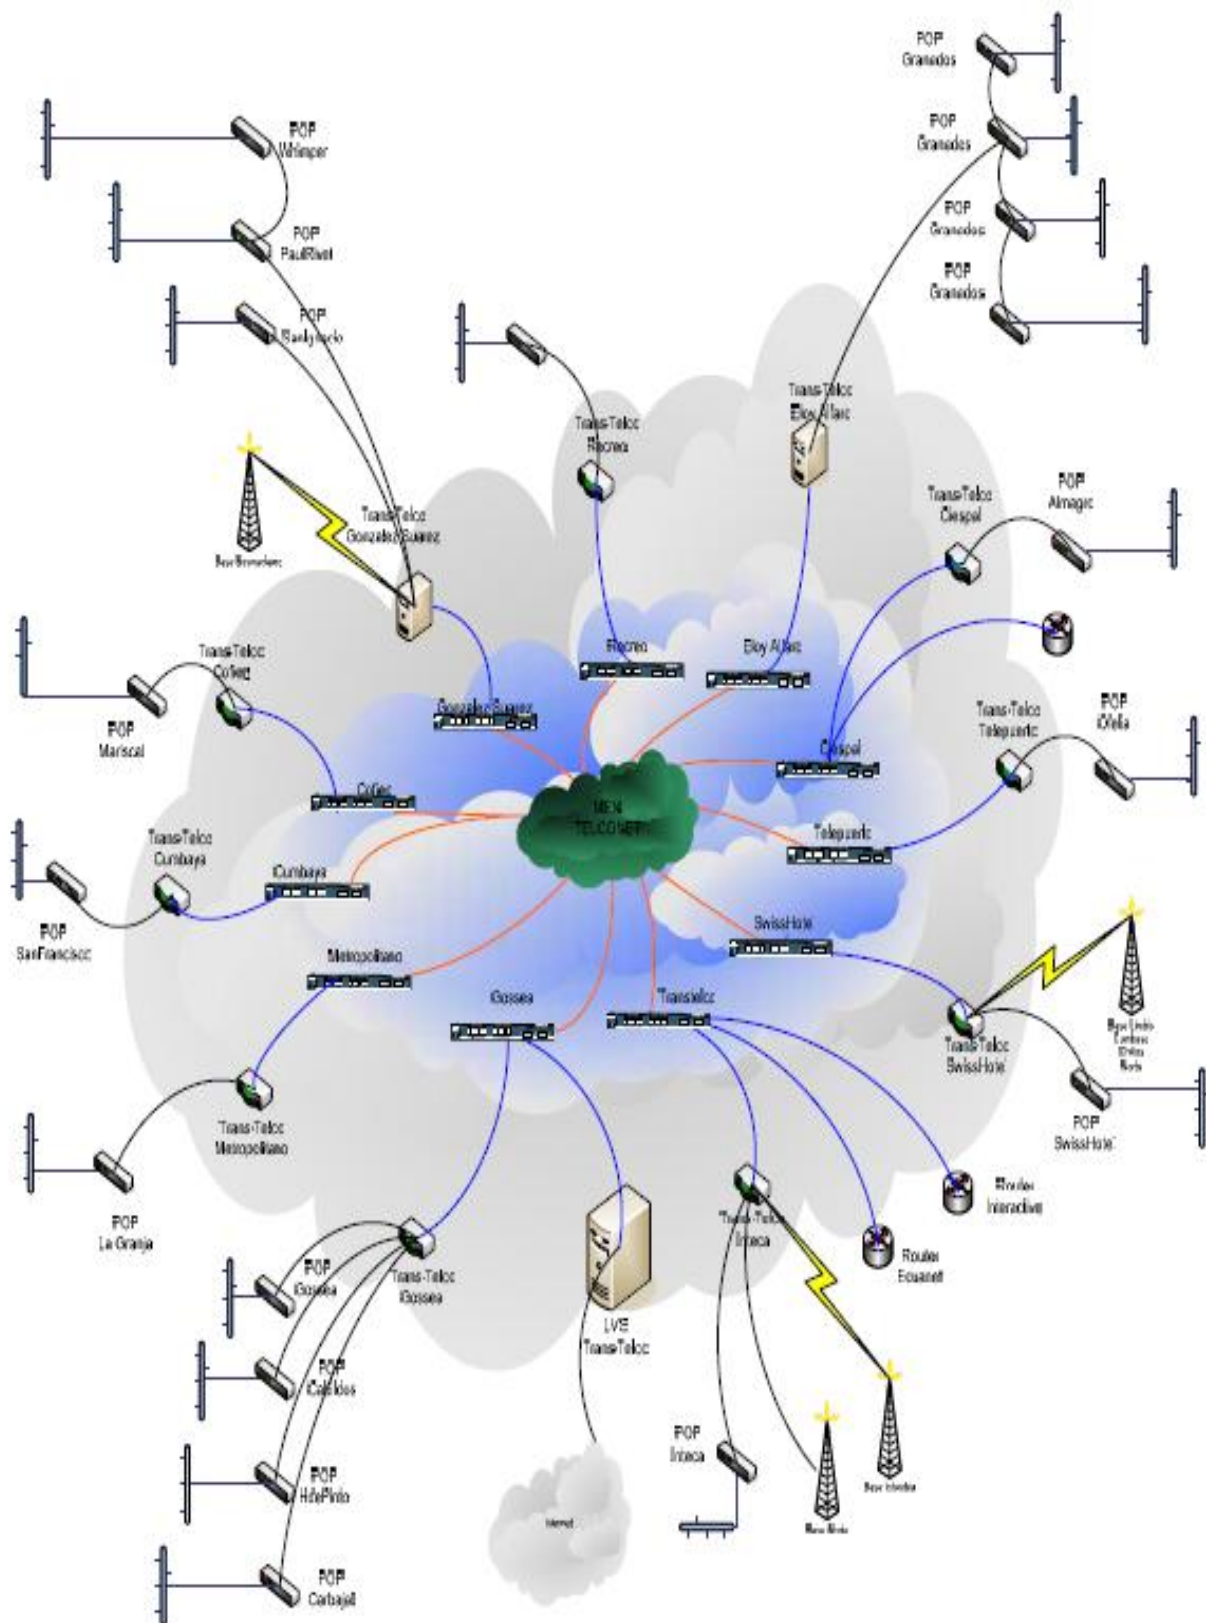 POP
Granados
POP
Whimper
POP
Granados
POP
PaulRivet
POP
Granados
POP
SanIgnacio
POP
Granados
Trans-Telco
Recreo
Trans-Telco
Eloy Alfaro
Trans-Telco
Gonzalez Suarez
Trans-Telco
Ciespal
POP
Almagro
Trans-Telco
Cofiec
POP
Mariscal
Gonzalez Suarez
Recreo
Eloy Alfaro
Ciespal
Trans-Telco
Telepuerto
POP
Ofelia
Cofiec
TELCONET
Telepuerto
Trans-Telco
Cumbaya
Cumbaya
POP
SanFrancisco
SwissHotel
Metropolitano
Gossea
Transtelco
Trans-Telco
SwissHotel
Norte
POP
SwissHotel
Trans-Telco
Metropolitano
POP
La Granja
Trans-Telco
Inteca
Router
Interactive
Router
Ecuanet
POP
Gossea
Trans-Telco
Gossea
LVS
TransTelco
POP
POP
HdePinto
POP
Inteca
Internet
POP
Carbajal